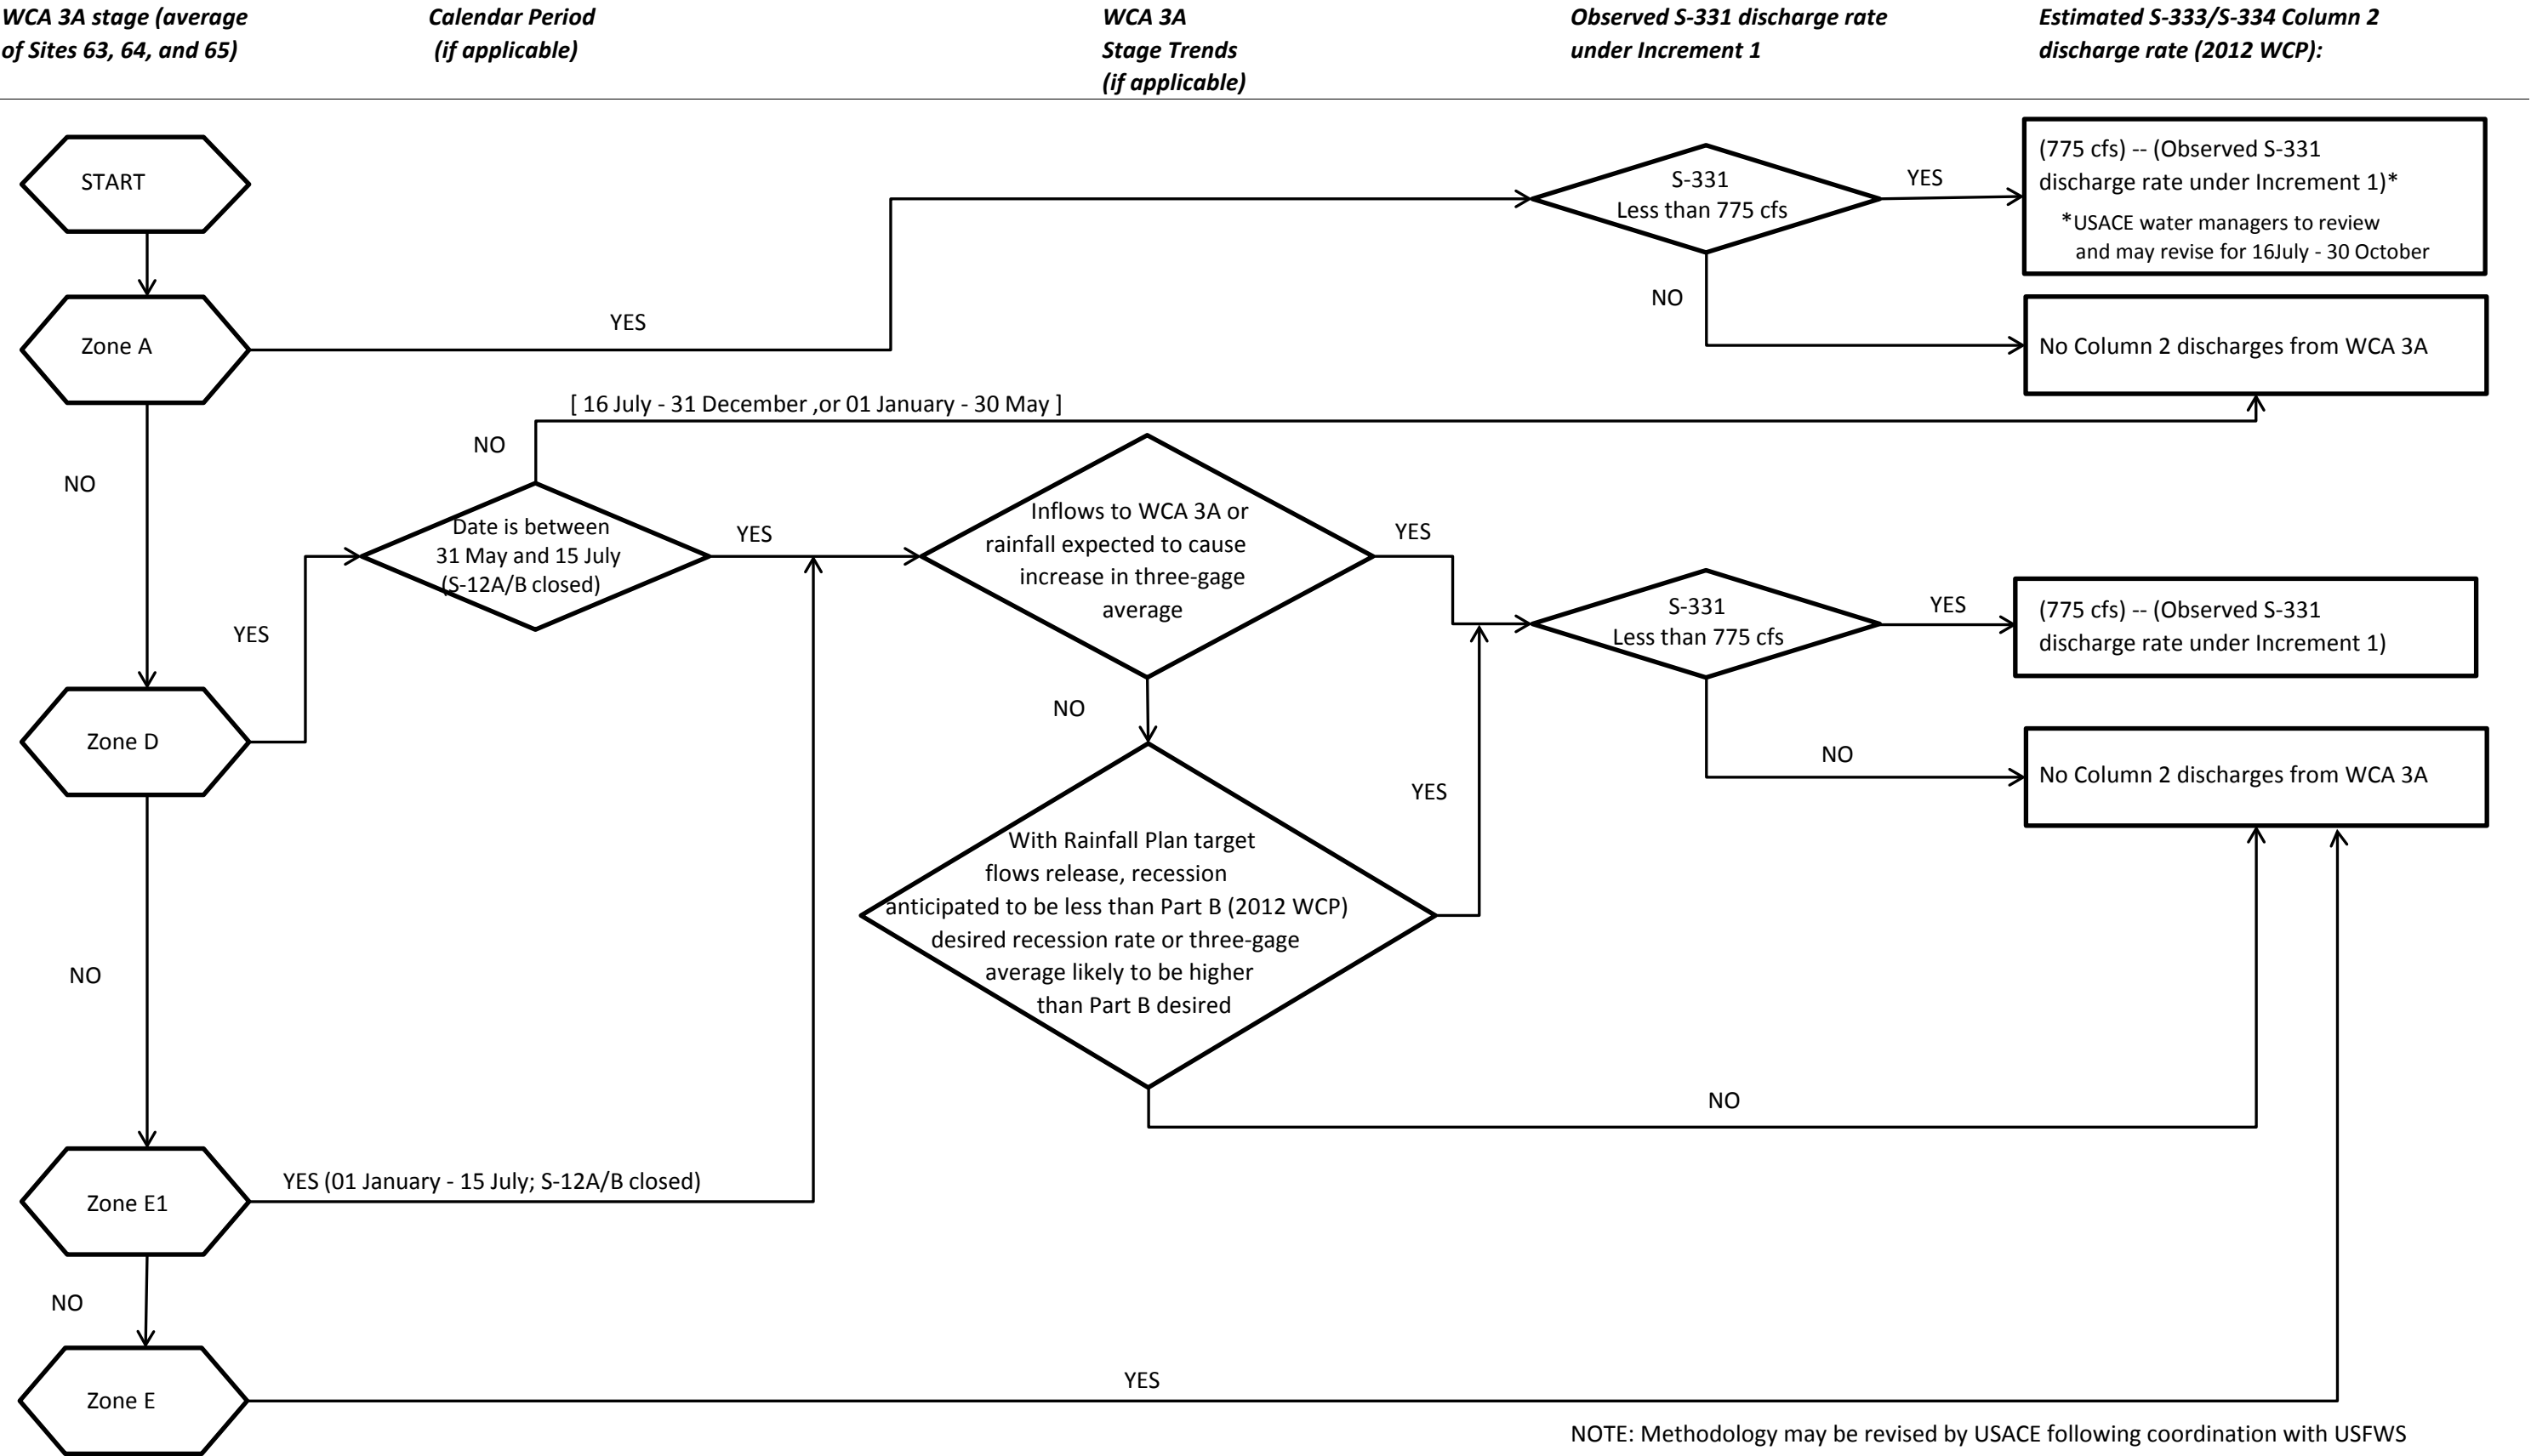 WCA 3A stage (average
of Sites 63, 64, and 65)
Calendar Period
(if applicable)
WCA 3A
Stage Trends
(if applicable)
Observed S-331 discharge rate
under Increment 1
Estimated S-333/S-334 Column 2
discharge rate (2012 WCP):
START
S-331
Less than 775 cfs
YES
(775 cfs) -- (Observed S-331
discharge rate under Increment 1)*
*USACE water managers to review
and may revise for 16July - 30 October
NO
YES
Zone A
No Column 2 discharges from WCA 3A
[ 16 July - 31 December ,or 01 January - 30 May ]
NO
NO
Date is between
31 May and 15 July
(S-12A/B closed)
YES
Inflows to WCA 3A or
rainfall expected to cause
increase in three-gage
average
YES
S-331
Less than 775 cfs
YES
(775 cfs) -- (Observed S-331
discharge rate under Increment 1)
YES
NO
Zone D
NO
No Column 2 discharges from WCA 3A
YES
With Rainfall Plan target
flows release, recession
anticipated to be less than Part B (2012 WCP)
desired recession rate or three-gage
average likely to be higher
than Part B desired
NO
NO
Zone E1
YES (01 January - 15 July; S-12A/B closed)
NO
Zone E
YES
NOTE: Methodology may be revised by USACE following coordination with USFWS